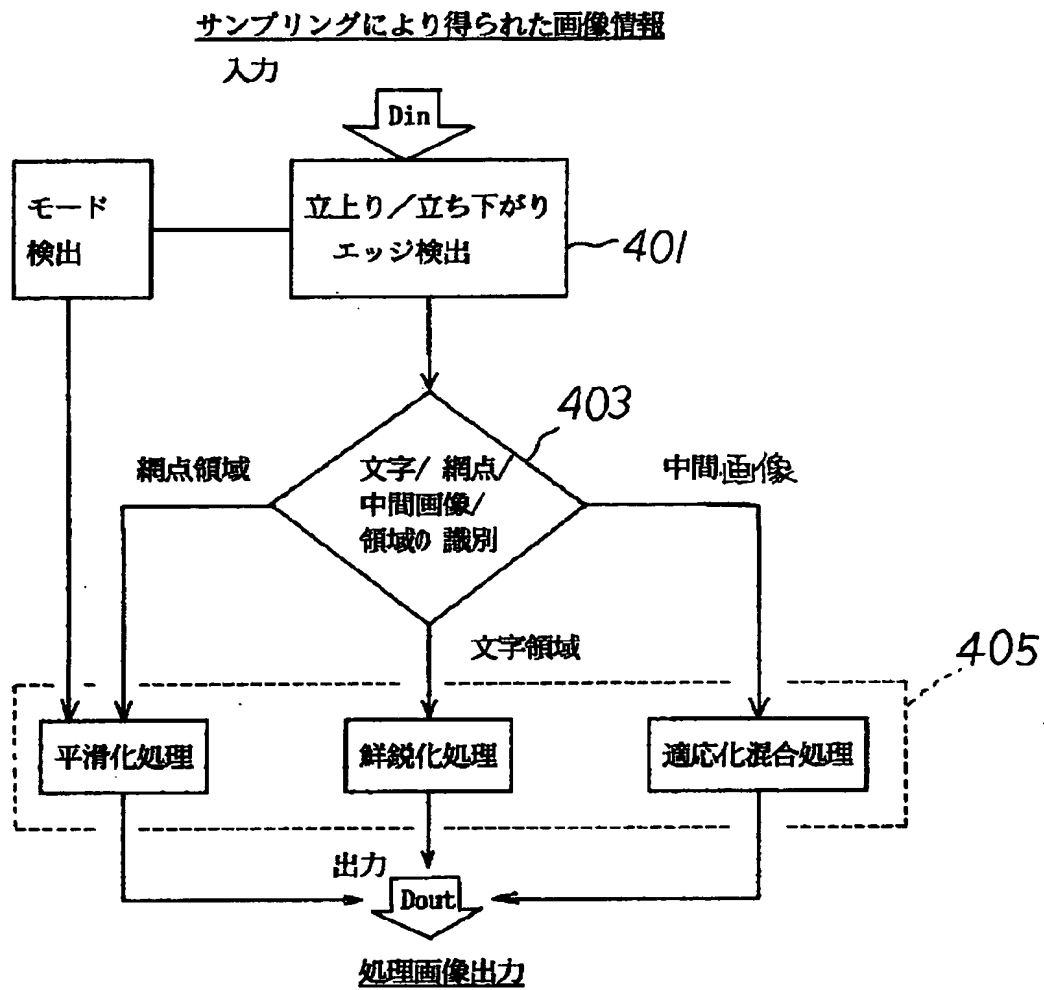 サンプリングにより得られた画像情報
入力
Din
モード
検出
立上り／立ち下がり
エッジ検出
401
403
網点領域
文字/ 網点/
中間画像/
領域の 識別
中間画像
文字領域
405
平滑化処理
鮮鋭化処理
適応化混合処理
出力
Dout
処理画像出力